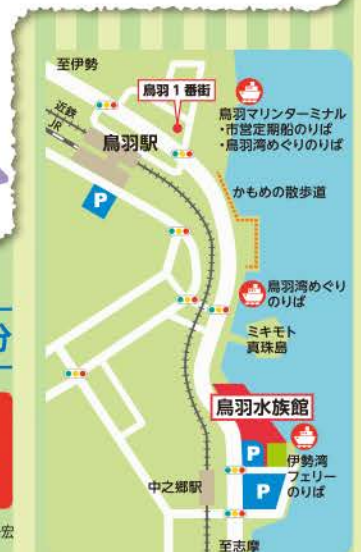 至伊勢
鳥羽1番街
近鉄
JR
鳥羽駅
P
鳥羽マリンターミナル
・市営定期船のりば
・鳥羽湾めぐりのりば
かもめの散歩道
鳥羽湾めぐり
のりば
ミキモト
真珠島
分
鳥羽水族館
P
P
伊勢湾
フェリー
のりば
中之郷駅
宏
至志摩